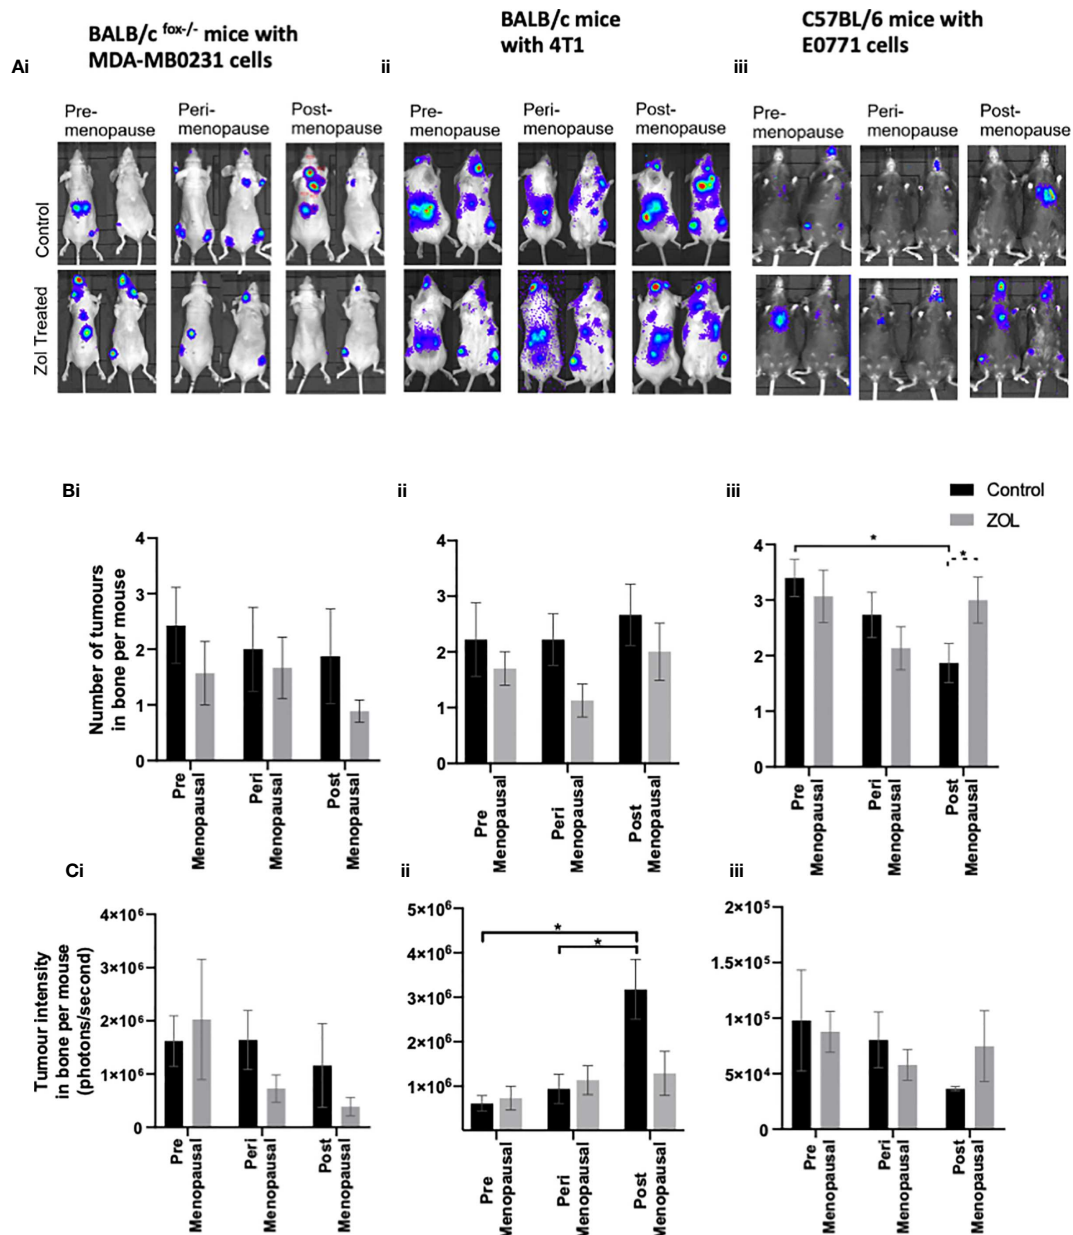 BALB/c fox-/- mice with
MDA-MB0231 cells
BALB/c mice
with 4T1
C57BL/6 mice with
E0771 cells
Ai
ii
iii
Pre-
menopause
Peri-
menopause
Post-
menopause
Pre-
menopause
Peri-
menopause
Post-
menopause
Pre-
menopause
Peri-
menopause
Post-
menopause
Control
Zol Treated
Bi
ii
iii
Control
ZOL
Number of tumours
in bone per mouse
4
3
2
1
0
Pre
Peri
Post
Menopausal
Menopausal
Menopausal
4
3
2
1
0
Pre
Peri
Post
Menopausal
Menopausal
Menopausal
4
3
2
1
0
*
*
Pre
Peri
Post
Menopausal
Menopausal
Menopausal
Ci
ii
iii
Tumour intensity
in bone per mouse
(photons/second)
4×10⁶
3×10⁶
2×10⁶
1×10⁶
0
Pre
Peri
Post
Menopausal
Menopausal
Menopausal
5×10⁶
4×10⁶
3×10⁶
2×10⁶
1×10⁶
*
*
Pre
Peri
Post
Menopausal
Menopausal
Menopausal
2×10⁵
1.5×10⁵
1×10⁵
5×10⁴
0
Pre
Peri
Post
Menopausal
Menopausal
Menopausal